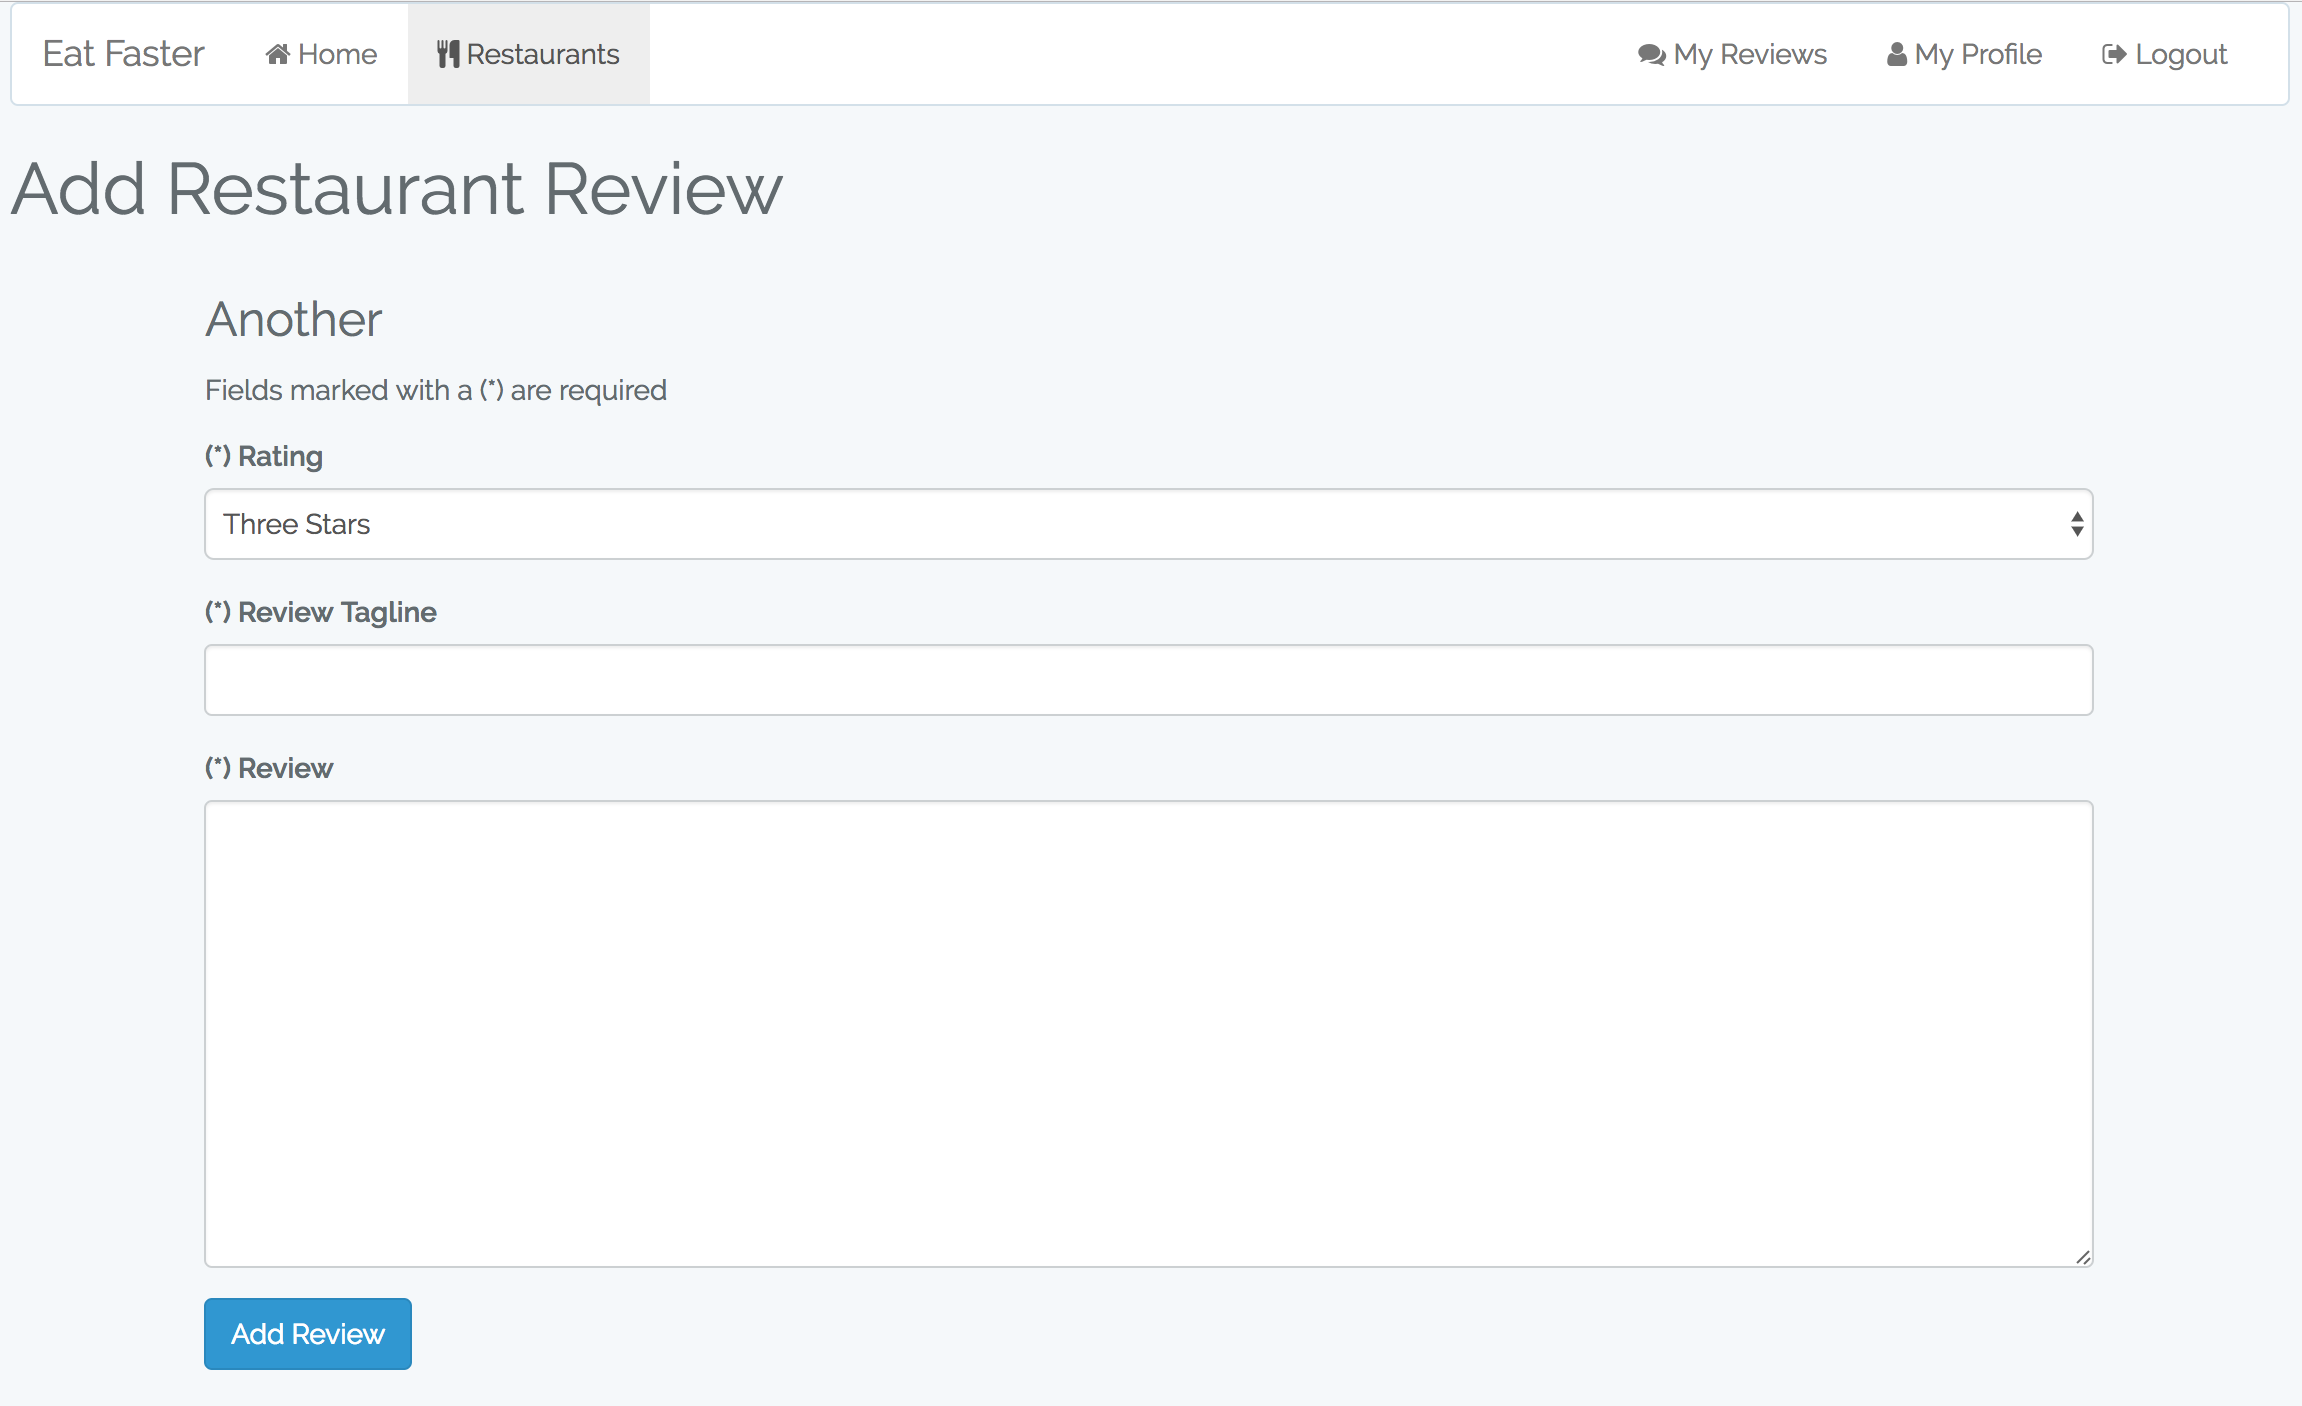 Eat Faster Home Restaurants My Reviews My Profile Logout
Add Restaurant Review
Another
Fields marked with a (*) are required
(*) Rating
Three Stars
(*) Review Tagline
(*) Review
Add Review